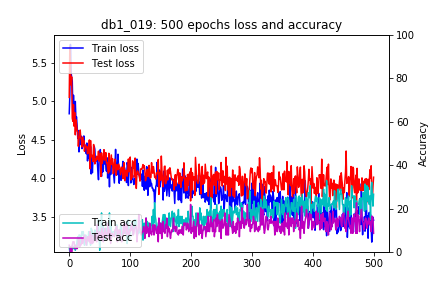 db1_019: 500 epochs loss and accuracy
Train loss
Test loss
Train acc
Test acc
Loss
5.5
5.0
4.5
4.0
3.5
Accuracy
100
80
60
40
20
0
0
100
200
300
400
500